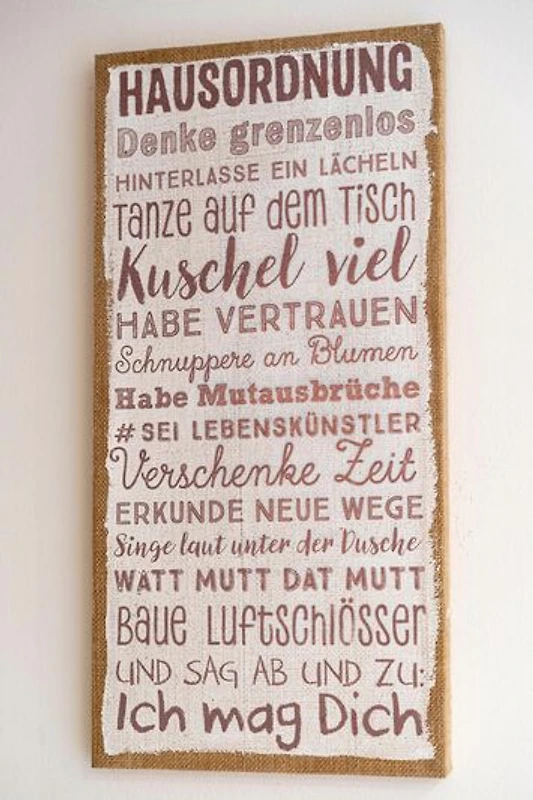 HAUSORDNUNG
Denke grenzenlos
HINTERLASSE EIN LÄCHELN
Tanze auf dem Tisch
Kuschel viel
HABE VERTRAUEN
Schnuppere an Blumen
Habe Mutausbrüche
# SEI LEBENSKÜNSTLER
Verschenke Zeit
ERKUNDE NEUE WEGE
Singe laut unter der Dusche
WATT MUTT DAT MUTT
Baue Luftschlösser
UND SAG AB UND ZU:
Ich mag Dich